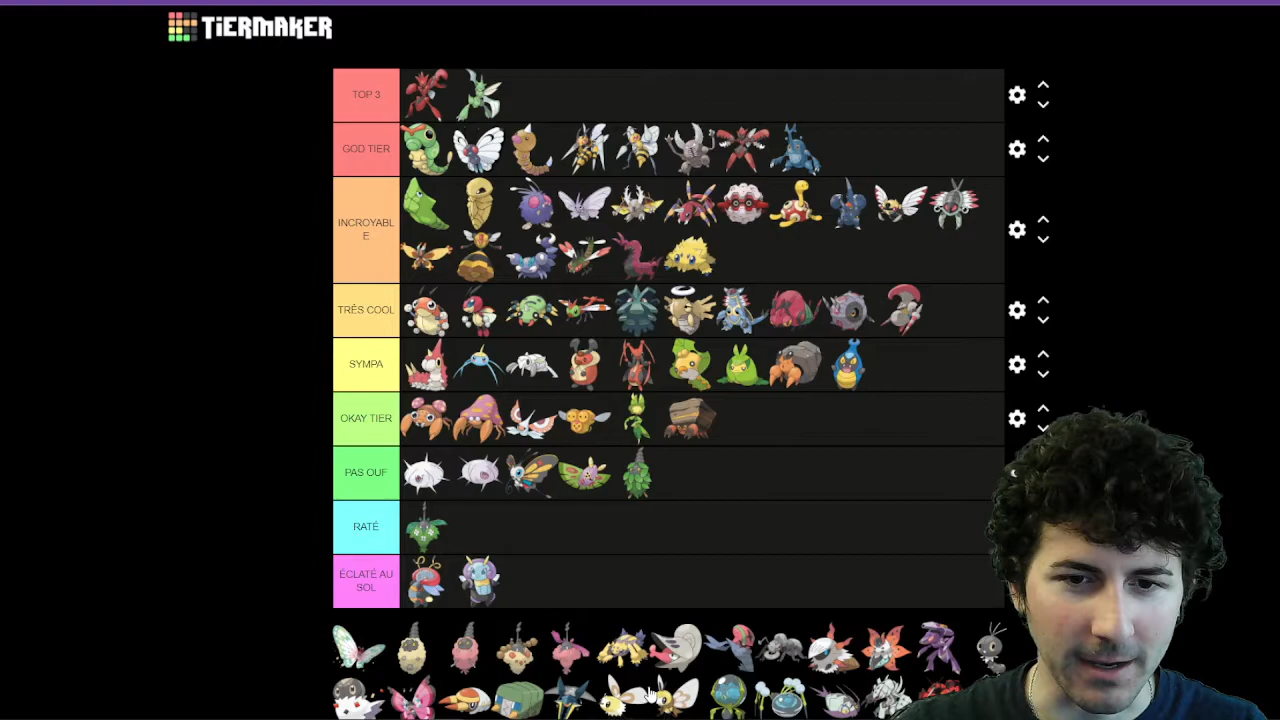 TiERMAKER
TOP 3
GOD TIER
INCROYABL
E
TRÈS COOL
SYMPA
OKAY TIER
PAS OUF
RATÉ
ÉCLATÉ AU
SOL